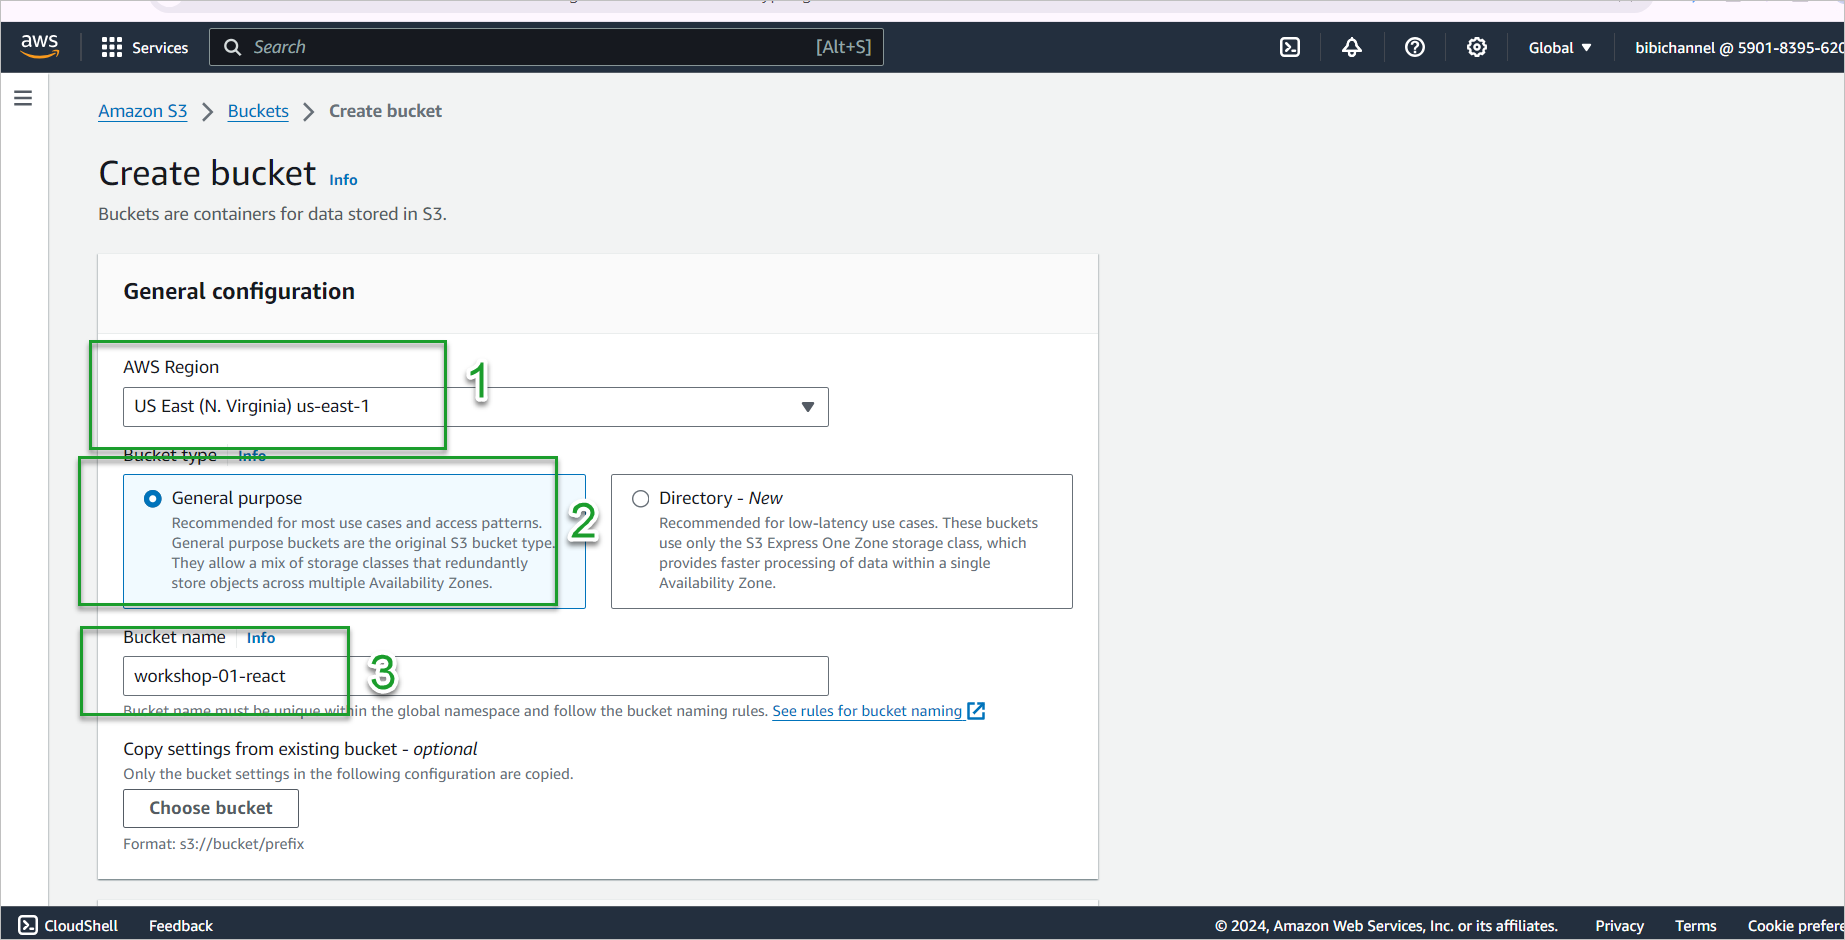 aws
Services
Search
[Alt+S]
Global
bibichannel @ 5901-8395-620
Amazon S3
Buckets
Create bucket
Create bucket Info
Buckets are containers for data stored in S3.
General configuration
AWS Region
1
US East (N. Virginia) us-east-1
Bucket type Info
General purpose
Recommended for most use cases and access patterns.
General purpose buckets are the original S3 bucket type.
They allow a mix of storage classes that redundantly
store objects across multiple Availability Zones.
2
Directory - New
Recommended for low-latency use cases. These buckets
use only the S3 Express One Zone storage class, which
provides faster processing of data within a single
Availability Zone.
Bucket name Info
workshop-01-react
3
Bucket name must be unique within the global namespace and follow the bucket naming rules. See rules for bucket naming
Copy settings from existing bucket - optional
Only the bucket settings in the following configuration are copied.
Choose bucket
Format: s3://bucket/prefix
CloudShell
Feedback
© 2024, Amazon Web Services, Inc. or its affiliates.
Privacy
Terms
Cookie prefere